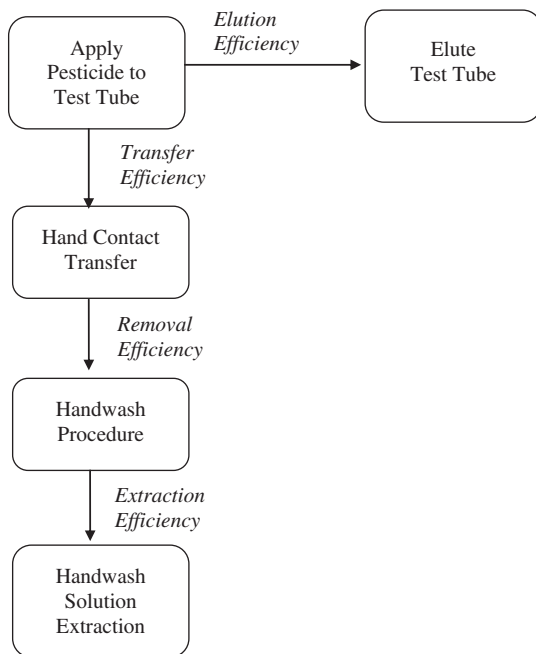 Apply
Pesticide to
Test Tube
Elution
Efficiency
Elute
Test Tube
Transfer
Efficiency
Hand Contact
Transfer
Removal
Efficiency
Handwash
Procedure
Extraction
Efficiency
Handwash
Solution
Extraction